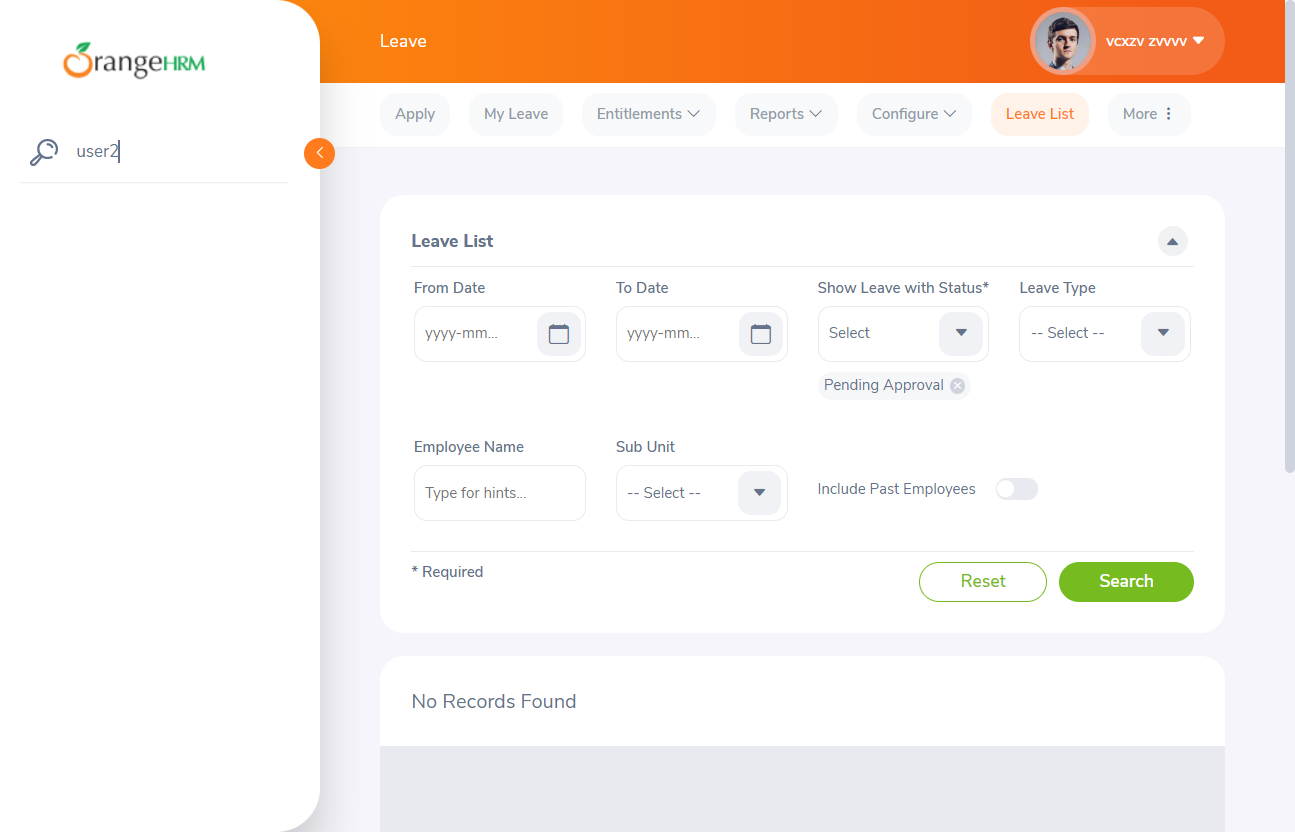 OrangeHRM
user2
Leave
vcxzv zvvvv
Apply
My Leave
Entitlements
Reports
Configure
Leave List
More
Leave List
From Date
To Date
Show Leave with Status*
Leave Type
yyyy-mm...
yyyy-mm...
Select
-- Select --
Pending Approval
Employee Name
Sub Unit
Type for hints...
-- Select --
Include Past Employees
* Required
Reset
Search
No Records Found